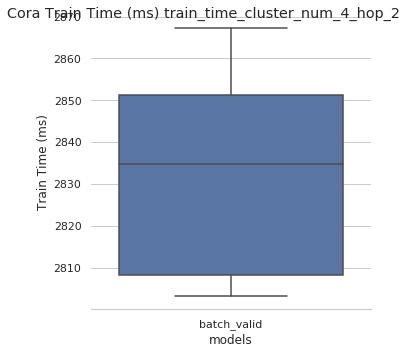 Cora Train Time (ms) train_time_cluster_num_4_hop_2
2870
2860
2850
2840
2830
2820
2810
Train Time (ms)
batch_valid
models